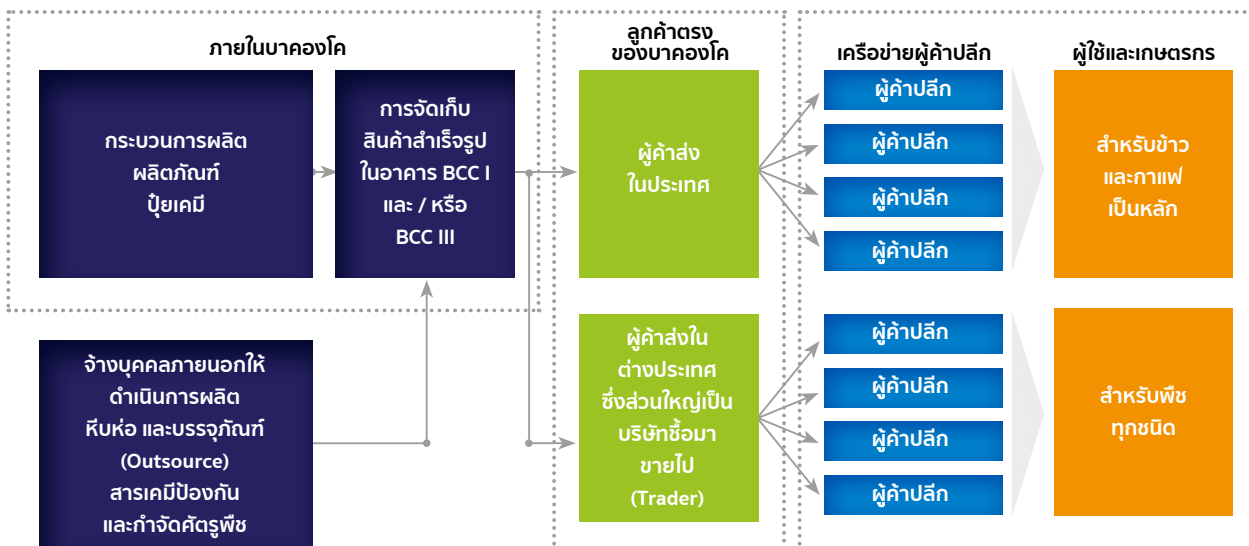 ภายในบาคองโค
กระบวนการผลิต
ผลิตภัณฑ์
ปุ๋ยเคมี
การจัดเก็บ
สินค้าสำเร็จรูป
ในอาคาร BCC I
และ / หรือ
BCC III
จ้างบุคคลภายนอกให้
ดำเนินการผลิต
หีบห่อ และบรรจุภัณฑ์
(Outsource)
สารเคมีป้องกัน
และกำจัดศัตรูพืช
ลูกค้าตรง
ของบาคองโค
ผู้ค้าส่ง
ในประเทศ
ผู้ค้าส่งใน
ต่างประเทศ
ซึ่งส่วนใหญ่เป็น
บริษัทซื้อมา
ขายไป
(Trader)
เครือข่ายผู้ค้าปลีก
ผู้ค้าปลีก
ผู้ค้าปลีก
ผู้ค้าปลีก
ผู้ค้าปลีก
ผู้ค้าปลีก
ผู้ค้าปลีก
ผู้ค้าปลีก
ผู้ค้าปลีก
ผู้ใช้และเกษตรกร
สำหรับข้าว
และกาแฟ
เป็นหลัก
สำหรับพืช
ทุกชนิด